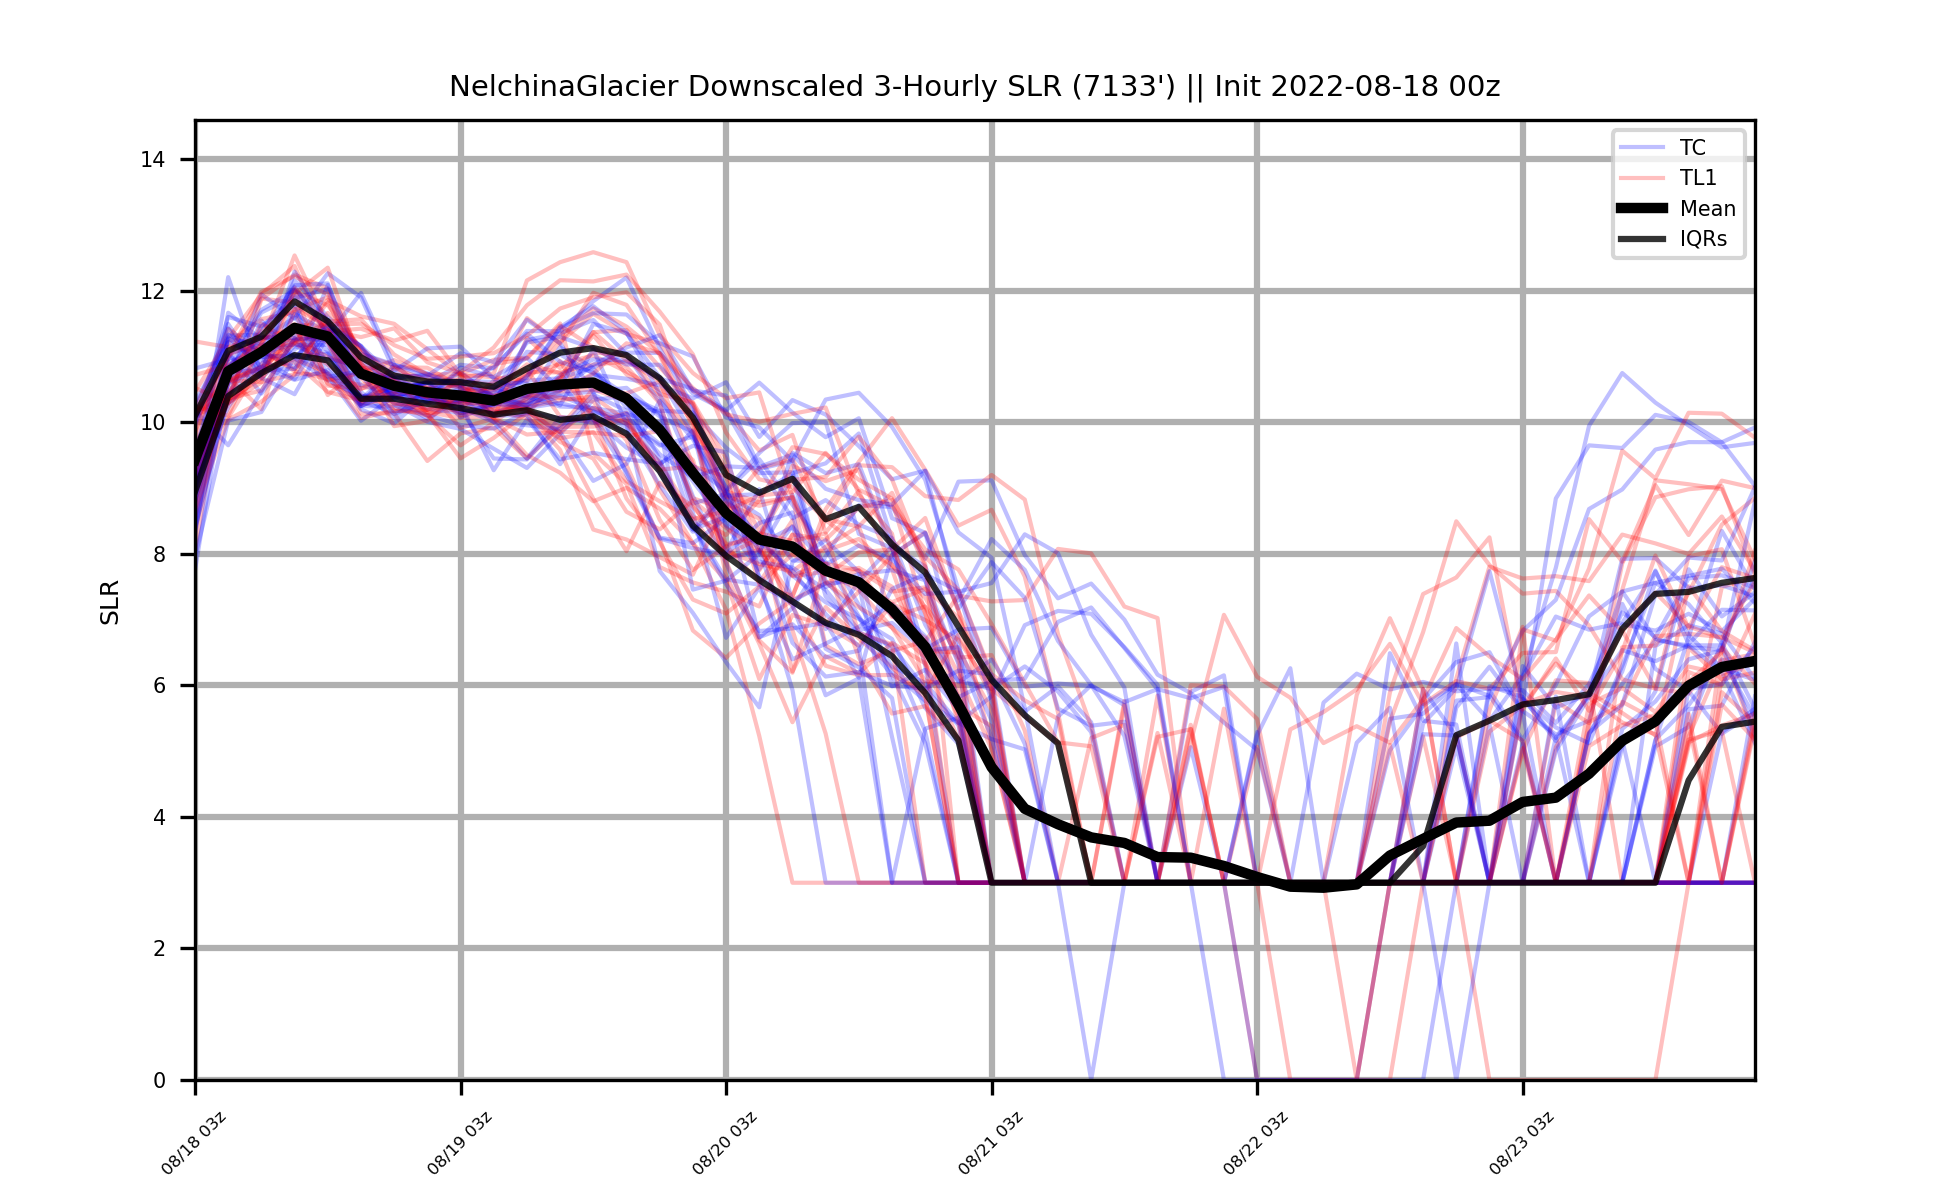 NelchinaGlacier Downscaled 3-Hourly SLR (7133') || Init 2022-08-18 00z
TC
TL1
Mean
IQRs
SLR
14
12
10
8
6
4
2
0
08/18 03z
08/19 03z
08/20 03z
08/21 03z
08/22 03z
08/23 03z